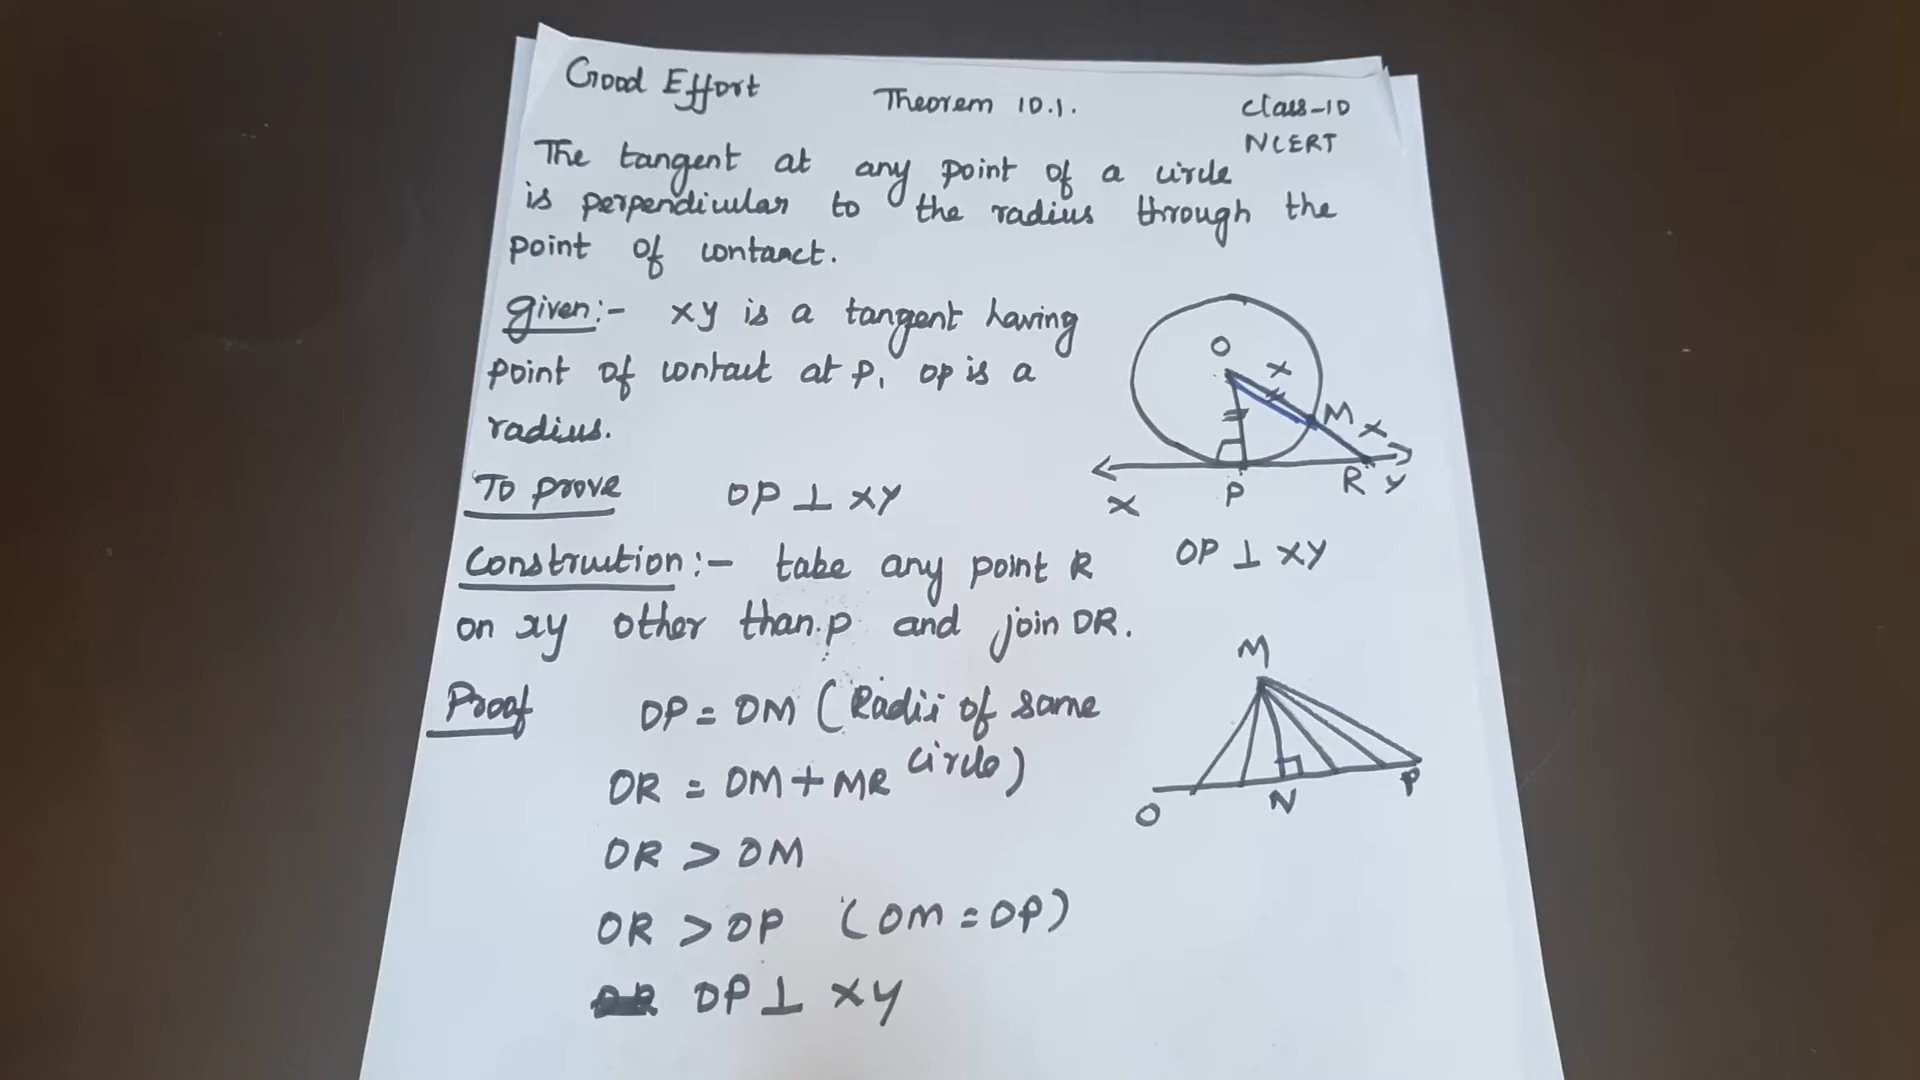 Good Effort
Theorem 10.1.
Class-10
NCERT
The tangent at any point of a circle
is perpendicular to the radius through the
point of contanct.
Given:- XY is a tangent having
point of contact at P, OP is a
radius.
To prove OP ⊥ XY
Construction:- take any point R
on xy other than.p and join OR.
Proof OP = OM (Radii of same
circle)
OR = OM + MR
OR > OM
OR > OP (OM = OP)
OP ⊥ XY
O
x
M
x
R
y
P
x
OP ⊥ XY
M
O
N
P